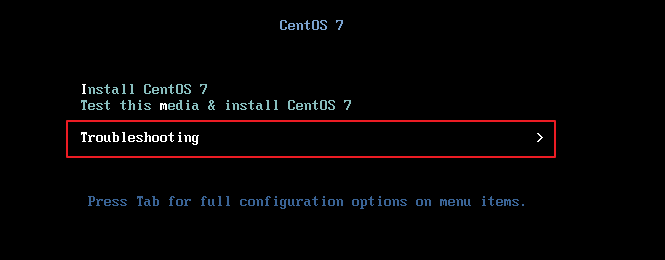 CentOS 7
Install CentOS 7
Test this media & install CentOS 7
Troubleshooting >
Press Tab for full configuration options on menu items.